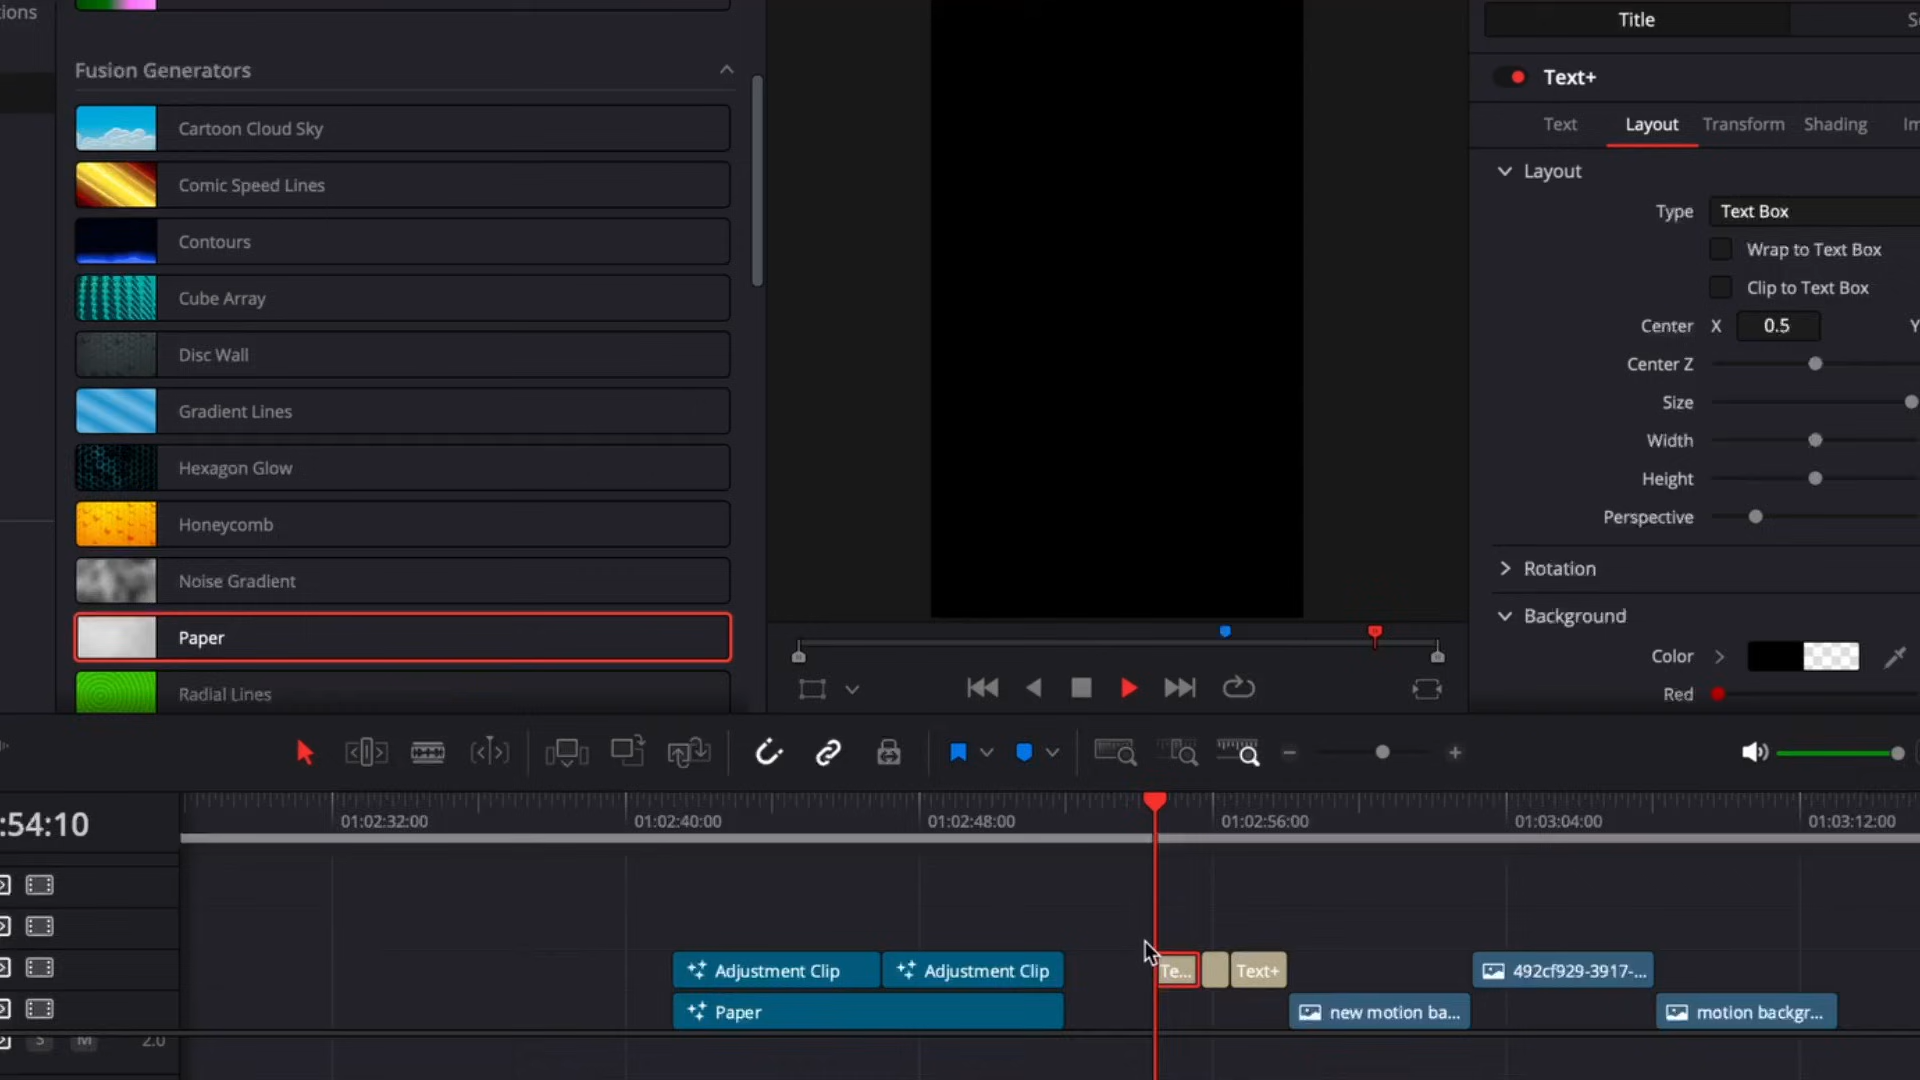 ions
Fusion Generators
Cartoon Cloud Sky
Comic Speed Lines
Contours
Cube Array
Disc Wall
Gradient Lines
Hexagon Glow
Honeycomb
Noise Gradient
Paper
Radial Lines
Title
Text+
Text Layout Transform Shading Im
Layout
Type Text Box
Wrap to Text Box
Clip to Text Box
Center X 0.5 Y
Center Z
Size
Width
Height
Perspective
Rotation
Background
Color
Red
:54:10
01:02:32:00 01:02:40:00 01:02:48:00 01:02:56:00 01:03:04:00 01:03:12:00
Adjustment Clip Adjustment Clip Te... Text+ 492cf929-3917-...
Paper new motion ba... motion backgr...
S M 2.0